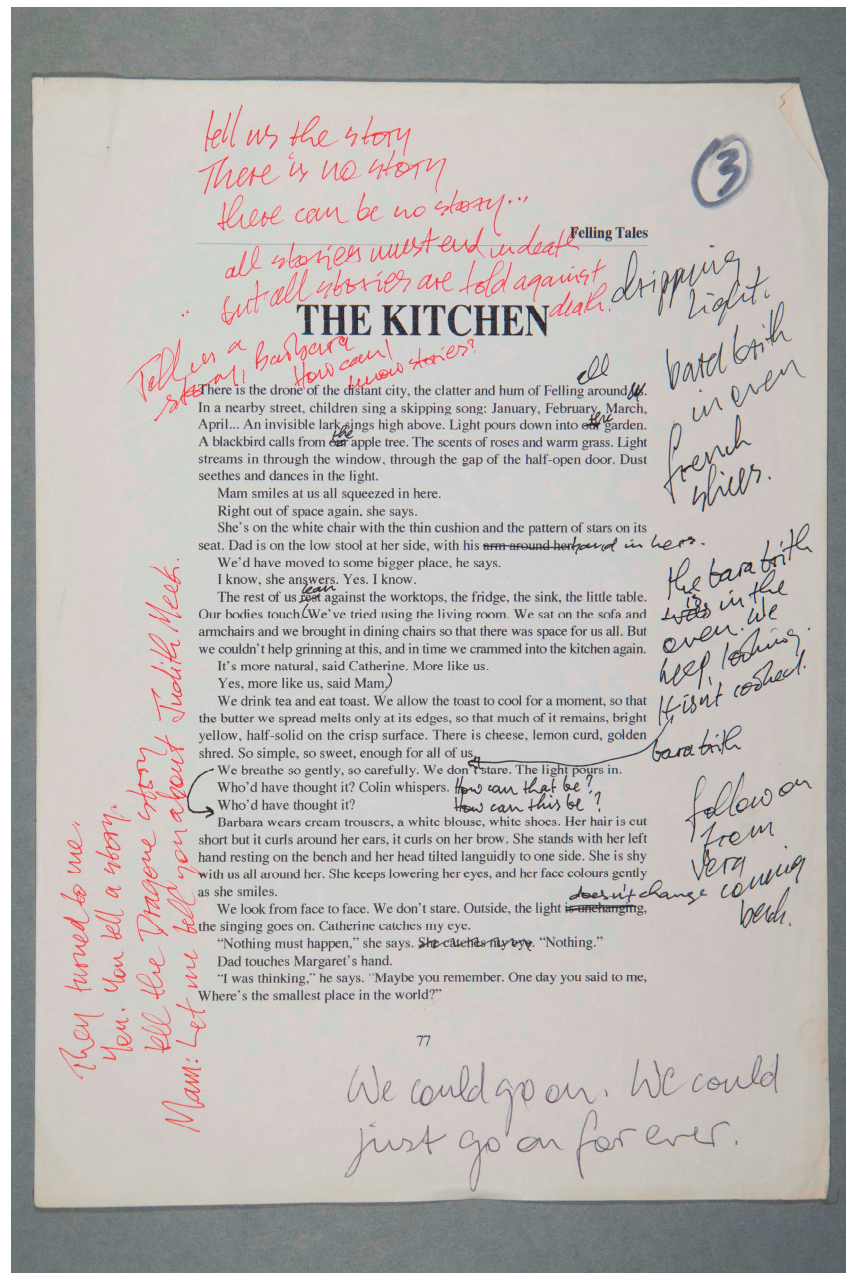 tell us the story
There is no story
there can be no story...
3
Felling Tales
all stories must end in death
but all stories are told against
death.
dripping
light.
THE KITCHEN
Tell us a
story, Barbara
How can I
know stories?
bara brith
in oven
french
slices.
all
There is the drone of the distant city, the clatter and hum of Felling around us.
In a nearby street, children sing a skipping song: January, February, March,
the
April... An invisible lark sings high above. Light pours down into our garden.
the
A blackbird calls from our apple tree. The scents of roses and warm grass. Light
streams in through the window, through the gap of the half-open door. Dust
seethes and dances in the light.
Mam smiles at us all squeezed in here.
Right out of space again, she says.
She's on the white chair with the thin cushion and the pattern of stars on its
seat. Dad is on the low stool at her side, with his arm around her hand in hers.
We'd have moved to some bigger place, he says.
I know, she answers. Yes. I know.
lean
The rest of us rest against the worktops, the fridge, the sink, the little table.
Our bodies touch. (We've tried using the living room. We sat on the sofa and
armchairs and we brought in dining chairs so that there was space for us all. But
we couldn't help grinning at this, and in time we crammed into the kitchen again.
It's more natural, said Catherine. More like us.
Yes, more like us, said Mam.)
We drink tea and eat toast. We allow the toast to cool for a moment, so that
the butter we spread melts only at its edges, so that much of it remains, bright
yellow, half-solid on the crisp surface. There is cheese, lemon curd, golden
shred. So simple, so sweet, enough for all of us.
the bara brith
is
was in the
oven. We
keep looking.
It isn't cooked.
bara brith
We breathe so gently, so carefully. We don't stare. The light pours in.
Who'd have thought it? Colin whispers. How can that be?
Who'd have thought it? How can this be?
Barbara wears cream trousers, a white blouse, white shoes. Her hair is cut
short but it curls around her ears, it curls on her brow. She stands with her left
hand resting on the bench and her head tilted languidly to one side. She is shy
with us all around her. She keeps lowering her eyes, and her face colours gently
as she smiles.
doesn't change
We look from face to face. We don't stare. Outside, the light is unchanging,
the singing goes on. Catherine catches my eye.
"Nothing must happen," she says. She catches my eye. "Nothing."
Dad touches Margaret's hand.
"I was thinking," he says. "Maybe you remember. One day you said to me,
Where's the smallest place in the world?"
follow on
from
Vera
coming
back.
They turned to me.
You. You tell a story.
tell the Dragone story
Mam: Let me tell you about Judith Meek.
77
We could go on. We could
just go on for ever.